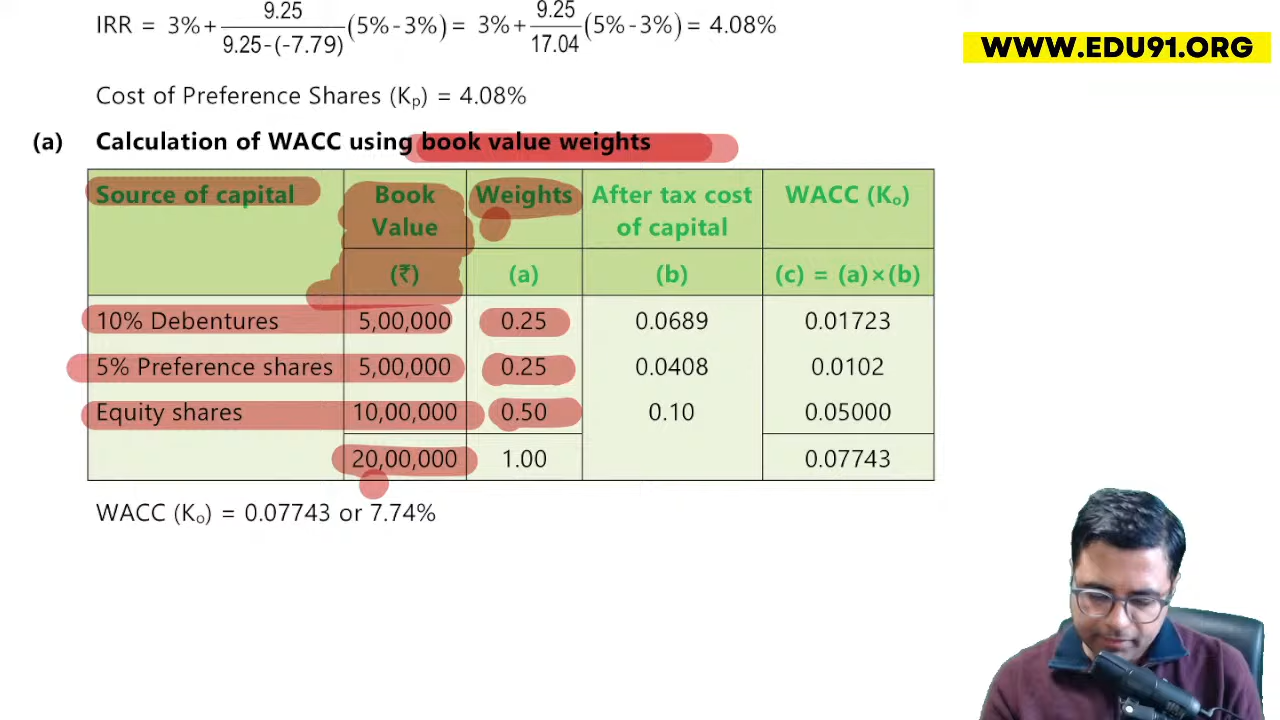 IRR = 3%+ 9.25 / 9.25-(-7.79) (5%-3%) = 3%+ 9.25 / 17.04 (5%-3%) = 4.08%
WWW.EDU91.ORG
Cost of Preference Shares (Kp) = 4.08%
(a) Calculation of WACC using book value weights
Source of capital Book Value Weights After tax cost of capital WACC (Ko)
(₹) (a) (b) (c) = (a)×(b)
10% Debentures 5,00,000 0.25 0.0689 0.01723
5% Preference shares 5,00,000 0.25 0.0408 0.0102
Equity shares 10,00,000 0.50 0.10 0.05000
20,00,000 1.00 0.07743
WACC (Ko) = 0.07743 or 7.74%